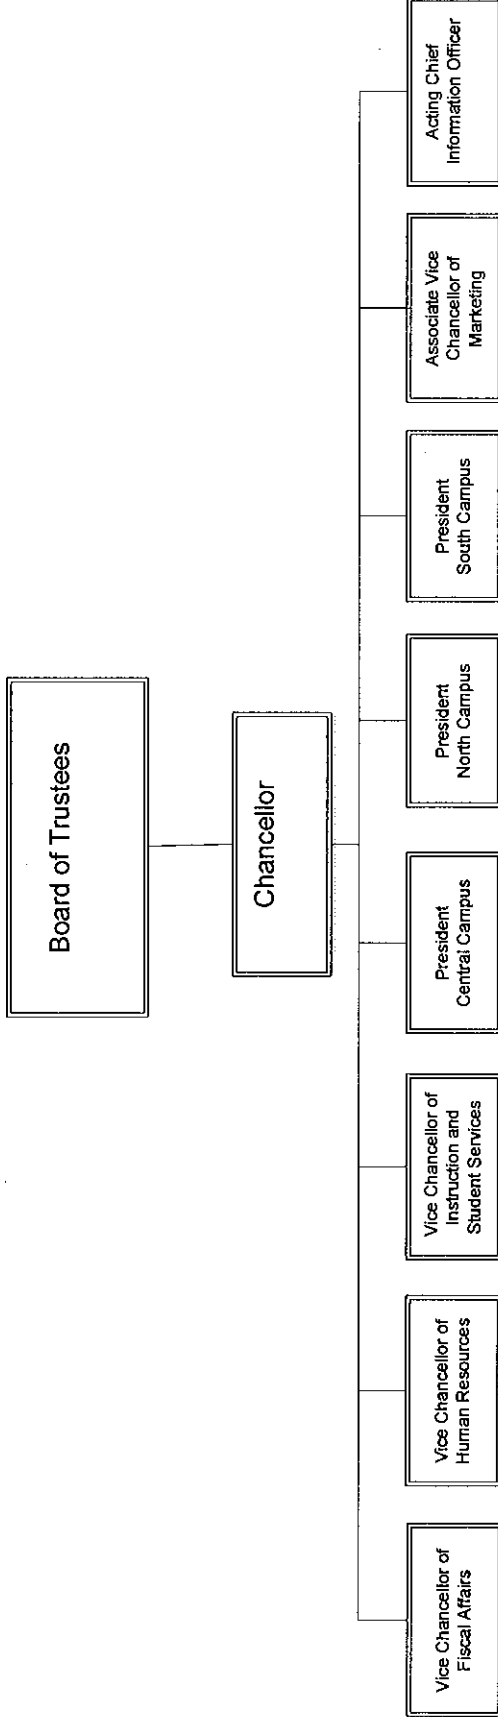 Board of Trustees
Chancellor
Vice Chancellor of
Fiscal Affairs
Vice Chancellor of
Human Resources
Vice Chancellor of
Instruction and
Student Services
President
Central Campus
President
North Campus
President
South Campus
Associate Vice
Chancellor of
Marketing
Acting Chief
Information Officer